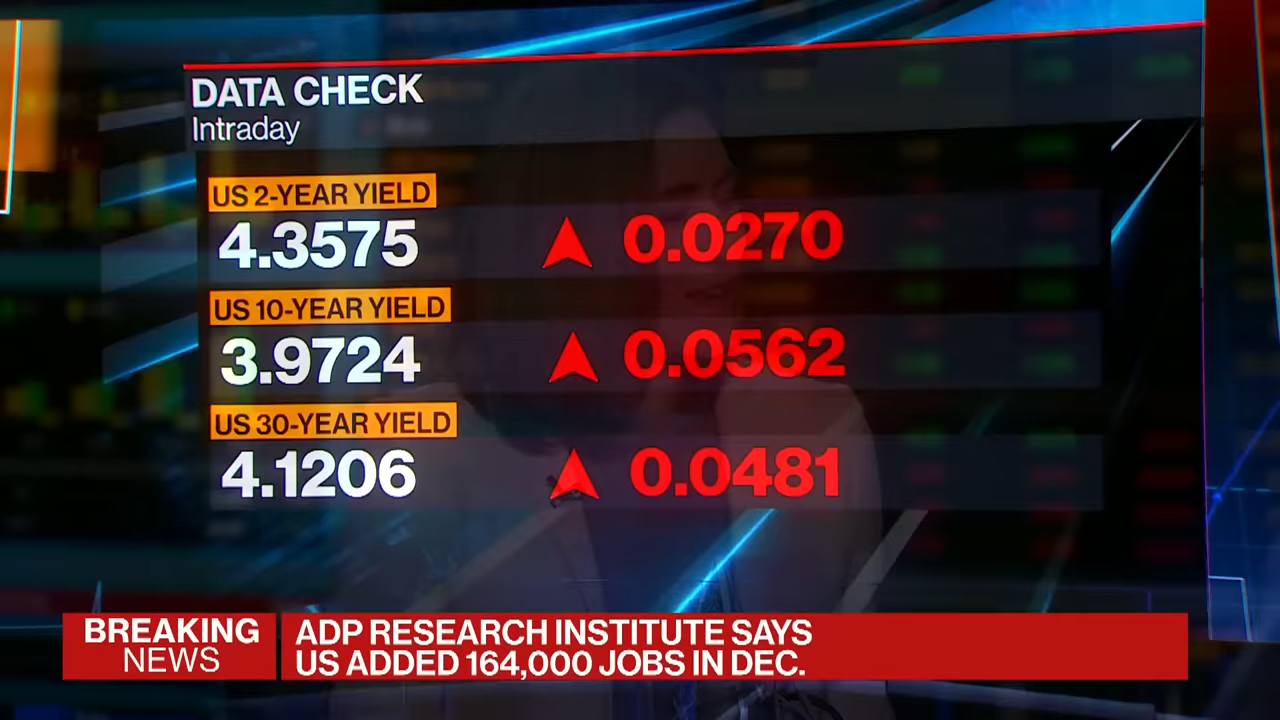 DATA CHECK
Intraday
US 2-YEAR YIELD
4.3575 ▲ 0.0270
US 10-YEAR YIELD
3.9724 ▲ 0.0562
US 30-YEAR YIELD
4.1206 ▲ 0.0481
BREAKING
NEWS
ADP RESEARCH INSTITUTE SAYS
US ADDED 164,000 JOBS IN DEC.